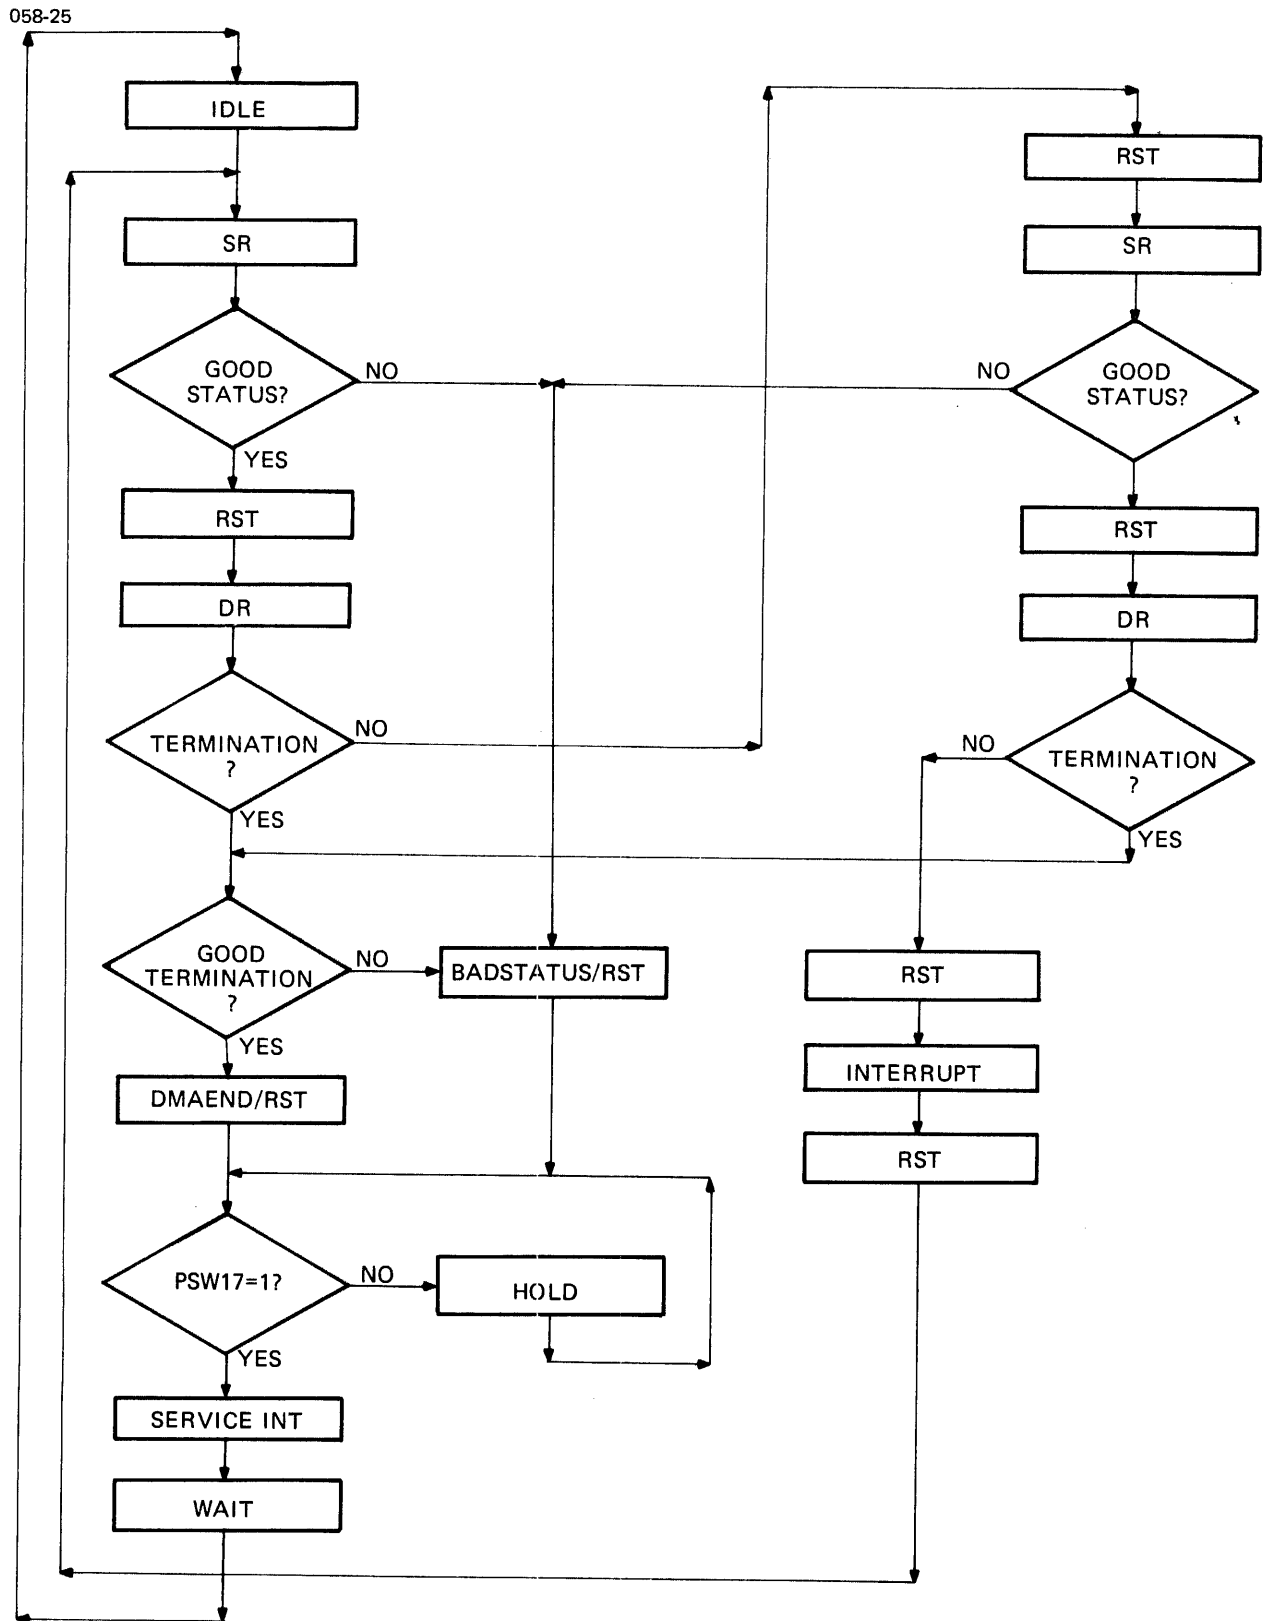 058-25
IDLE
SR
GOOD
STATUS?
NO
YES
RST
DR
TERMINATION
?
NO
YES
GOOD
TERMINATION
?
NO
YES
BADSTATUS/RST
DMAEND/RST
PSW17=1?
NO
YES
HOLD
SERVICE INT
WAIT
RST
SR
GOOD
STATUS?
NO
RST
DR
TERMINATION
?
NO
YES
RST
INTERRUPT
RST